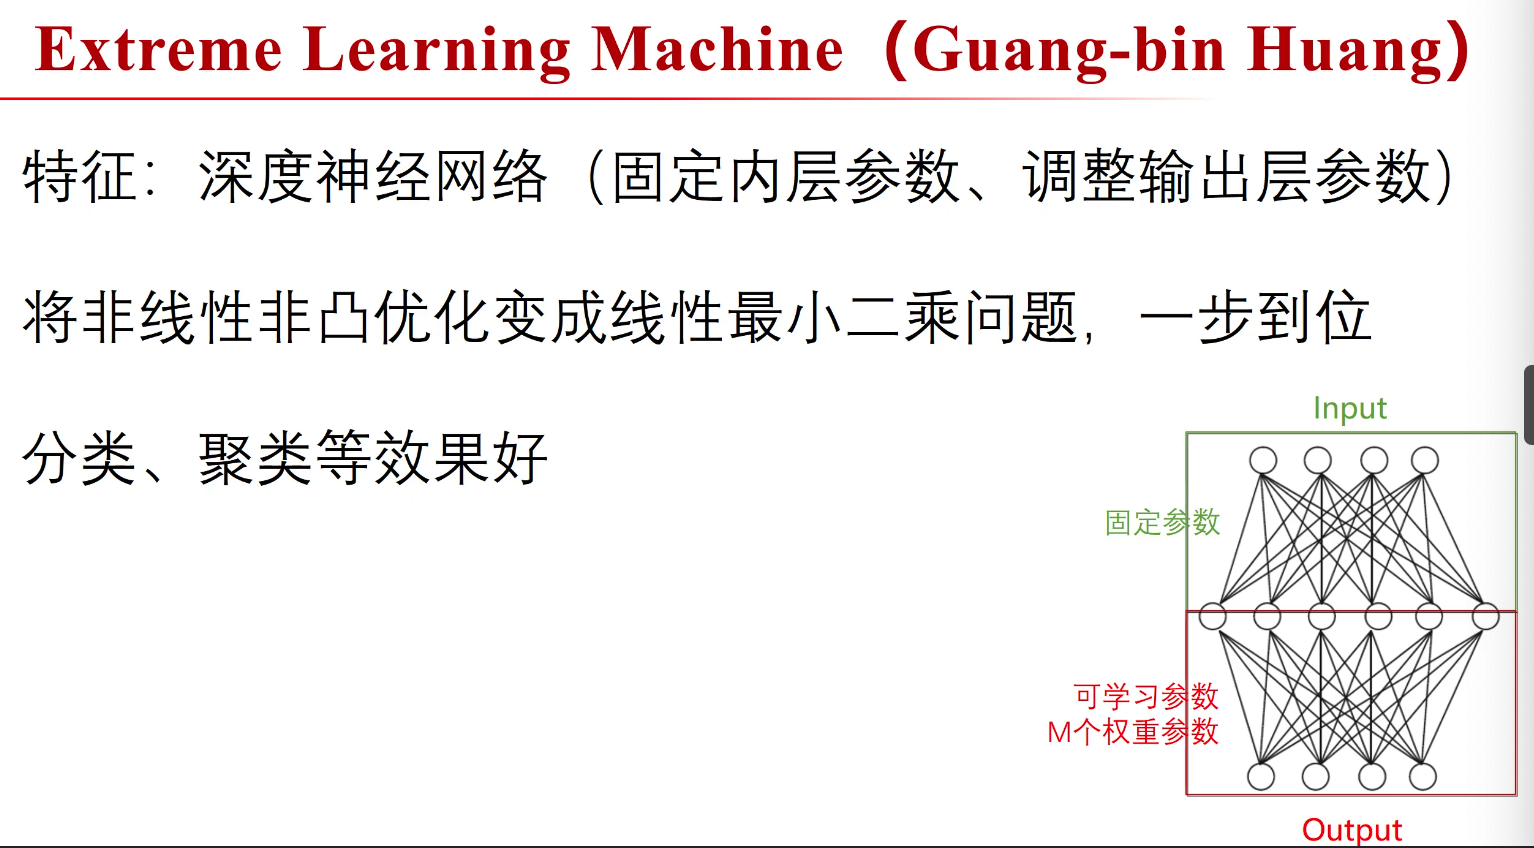 Extreme Learning Machine（Guang-bin Huang）
特征：深度神经网络（固定内层参数、调整输出层参数）
将非线性非凸优化变成线性最小二乘问题，一步到位
分类、聚类等效果好
Input
固定参数
可学习参数
M个权重参数
Output